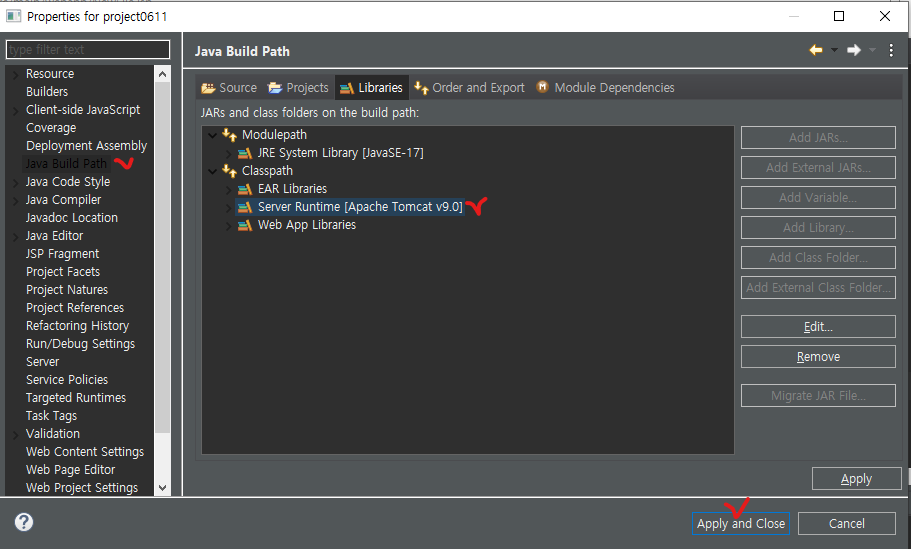 Properties for project0611
type filter text
Resource
Builders
Client-side JavaScript
Coverage
Deployment Assembly
Java Build Path
Java Code Style
Java Compiler
Javadoc Location
Java Editor
JSP Fragment
Project Facets
Project Natures
Project References
Refactoring History
Run/Debug Settings
Server
Service Policies
Targeted Runtimes
Task Tags
Validation
Web Content Settings
Web Page Editor
Web Project Settings
Java Build Path
Source Projects Libraries Order and Export Module Dependencies
JARs and class folders on the build path:
Modulepath
JRE System Library [JavaSE-17]
Classpath
EAR Libraries
Server Runtime [Apache Tomcat v9.0]
Web App Libraries
Add JARs...
Add External JARs...
Add Variable...
Add Library...
Add Class Folder...
Add External Class Folder...
Edit...
Remove
Migrate JAR File...
Apply
Apply and Close Cancel